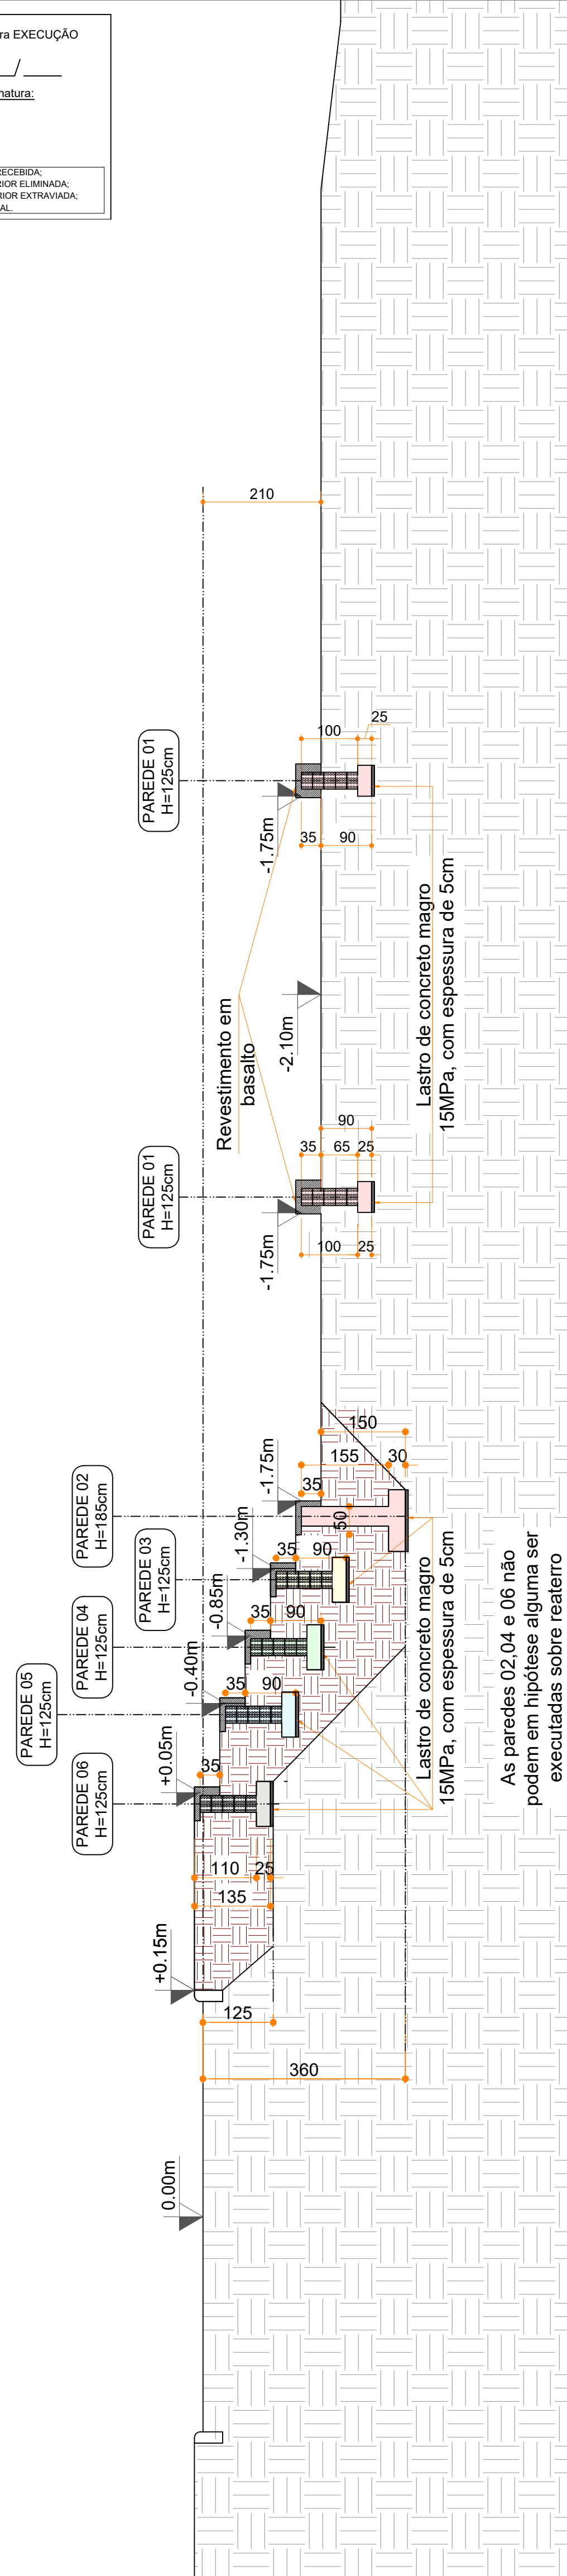 ra EXECUÇÃO
/
natura:
RECEBIDA;
RIOR ELIMINADA;
RIOR EXTRAVIADA;
AL.
210
PAREDE 01
H=125cm
100
25
-1.75m
35
90
Lastro de concreto magro
15MPa, com espessura de 5cm
Revestimento em
basalto
-2.10m
PAREDE 01
H=125cm
90
35
65
25
-1.75m
100
25
150
155
30
-1.75m
35
50
PAREDE 02
H=185cm
-1.30m
35
90
PAREDE 03
H=125cm
-0.85m
35
90
PAREDE 04
H=125cm
-0.40m
35
90
PAREDE 05
H=125cm
+0.05m
35
PAREDE 06
H=125cm
Lastro de concreto magro
15MPa, com espessura de 5cm
As paredes 02,04 e 06 não
podem em hipótese alguma ser
executadas sobre reaterro
110
25
135
+0.15m
125
360
0.00m